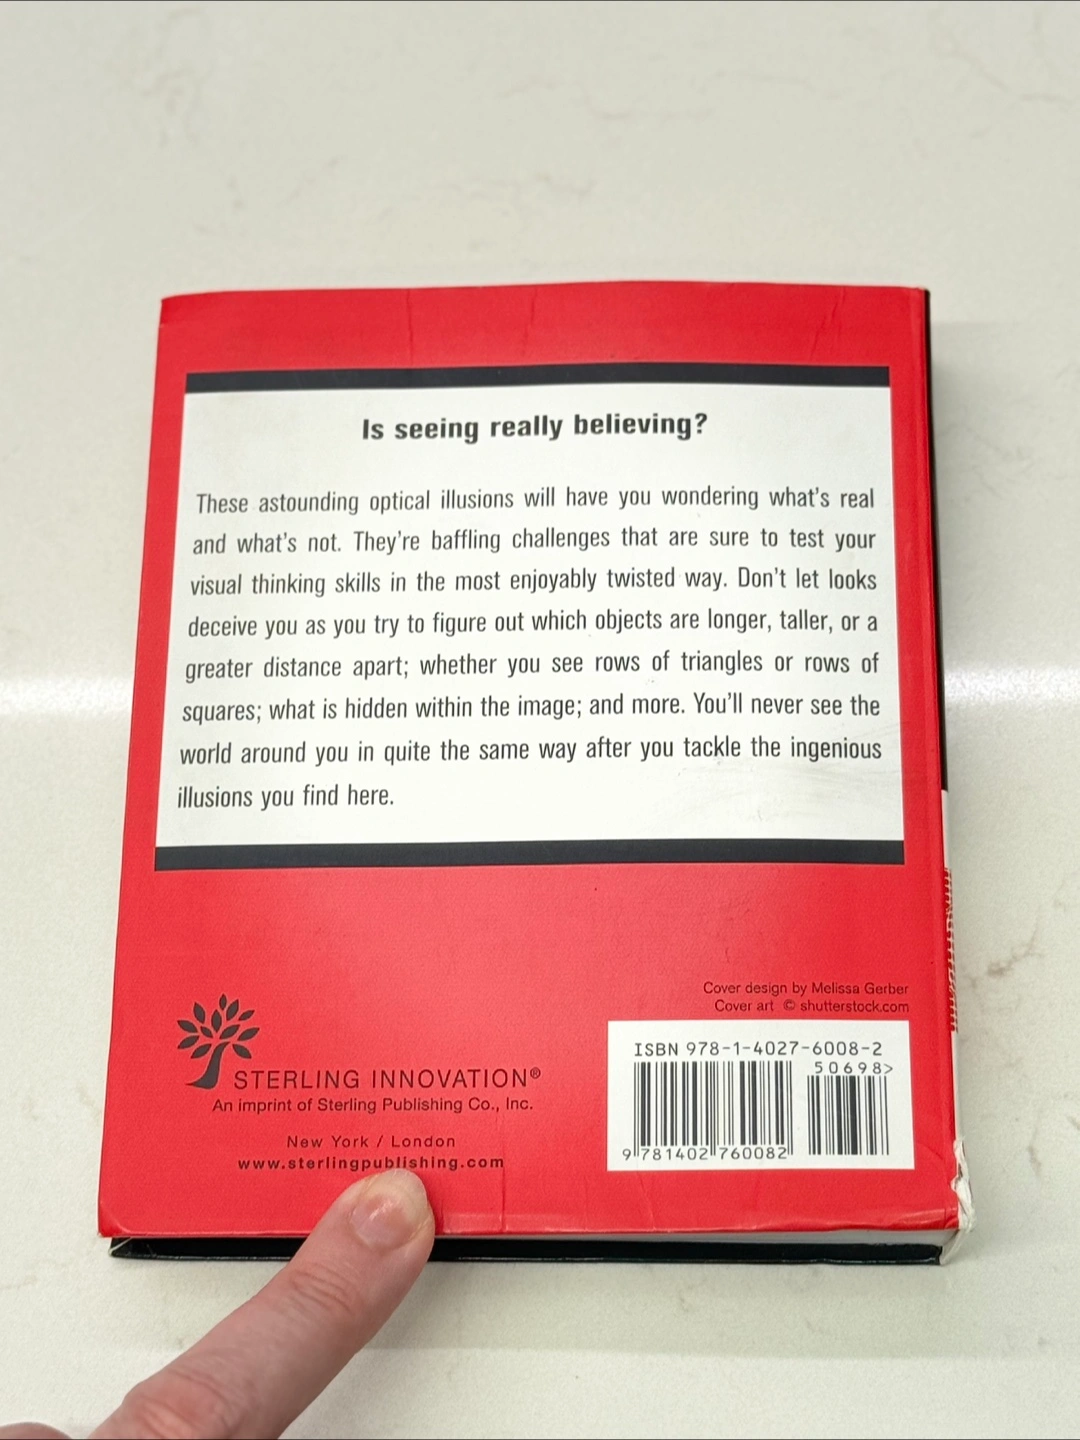 Is seeing really believing?
These astounding optical illusions will have you wondering what's real
and what's not. They're baffling challenges that are sure to test your
visual thinking skills in the most enjoyably twisted way. Don't let looks
deceive you as you try to figure out which objects are longer, taller, or a
greater distance apart; whether you see rows of triangles or rows of
squares; what is hidden within the image; and more. You'll never see the
world around you in quite the same way after you tackle the ingenious
illusions you find here.
Cover design by Melissa Gerber
Cover art © shutterstock.com
STERLING INNOVATION®
An imprint of Sterling Publishing Co., Inc.
New York / London
www.sterlingpublishing.com
ISBN 978-1-4027-6008-2
50698>
9 781402 760082